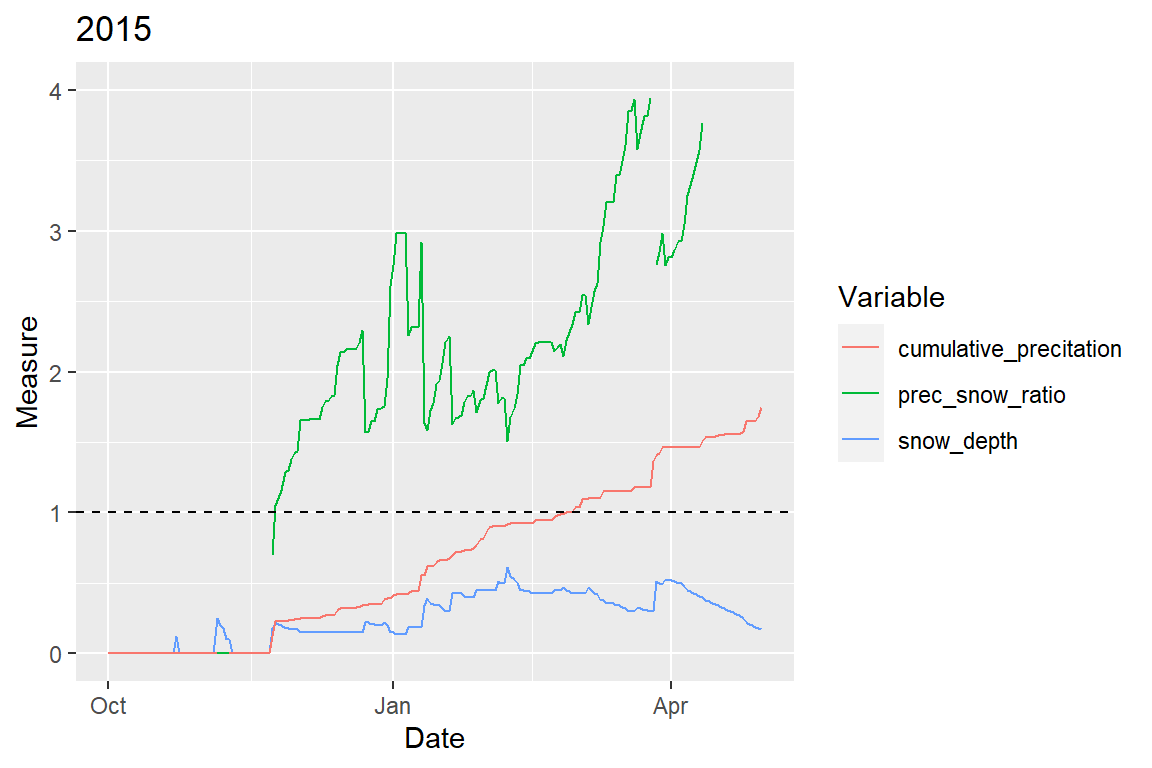 2015
Measure
4
3
2
1
0
Oct
Jan
Apr
Date
Variable
cumulative_precitation
prec_snow_ratio
snow_depth